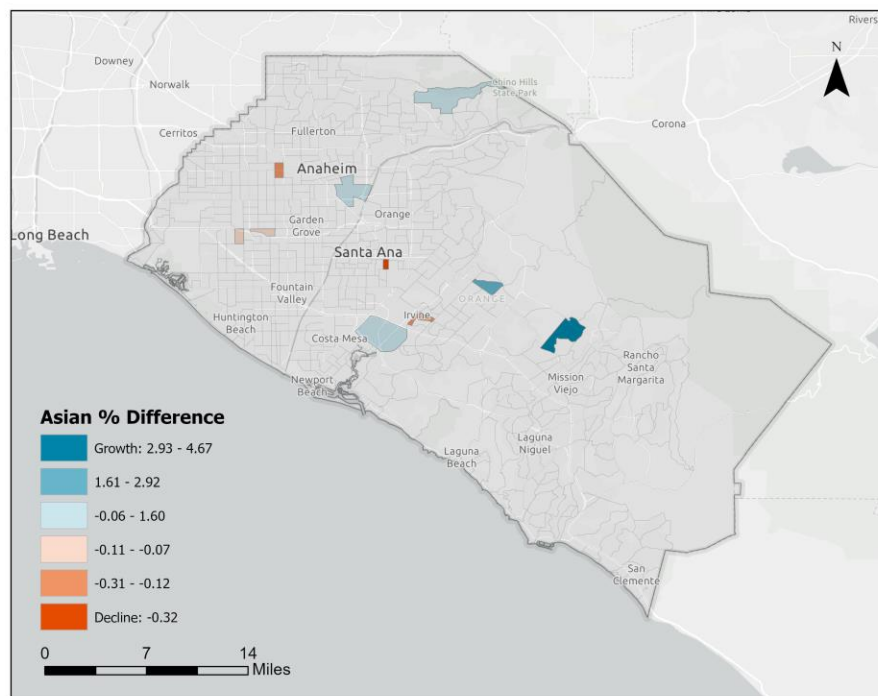 Rivers
Downey
Norwalk
Chino Hills
State Park
N
Corona
Cerritos
Fullerton
Anaheim
Long Beach
Garden
Grove
Orange
Santa Ana
Fountain
Valley
ORANGE
Huntington
Beach
Irvine
Costa Mesa
Rancho
Santa
Margarita
Mission
Viejo
Newport
Beach
Laguna
Beach
Laguna
Niguel
San
Clemente
Asian % Difference
Growth: 2.93 - 4.67
1.61 - 2.92
-0.06 - 1.60
-0.11 - -0.07
-0.31 - -0.12
Decline: -0.32
0 7 14
Miles